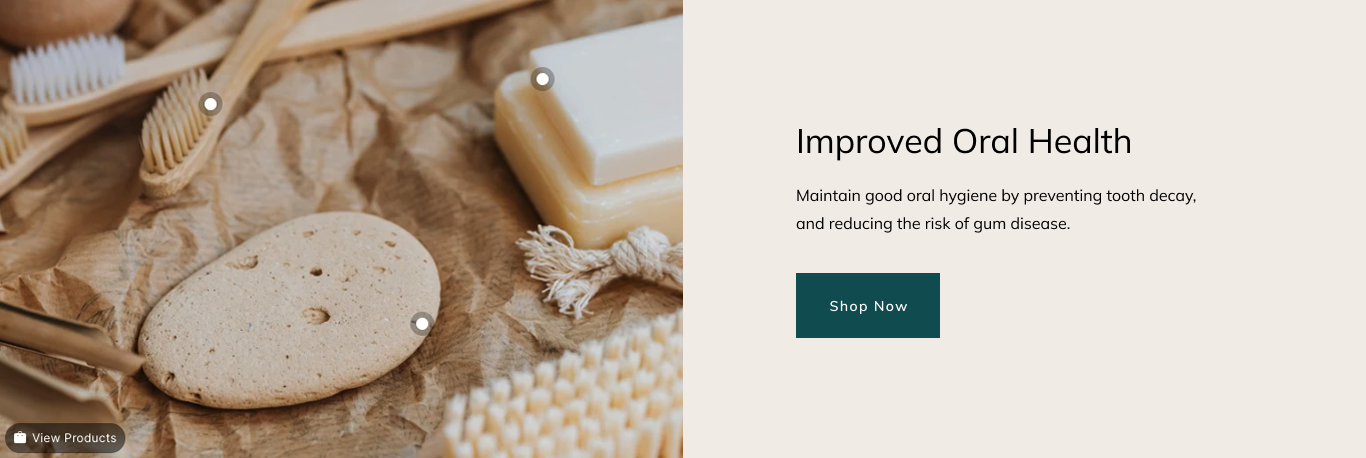 Improved Oral Health
Maintain good oral hygiene by preventing tooth decay,
and reducing the risk of gum disease.
Shop Now
View Products